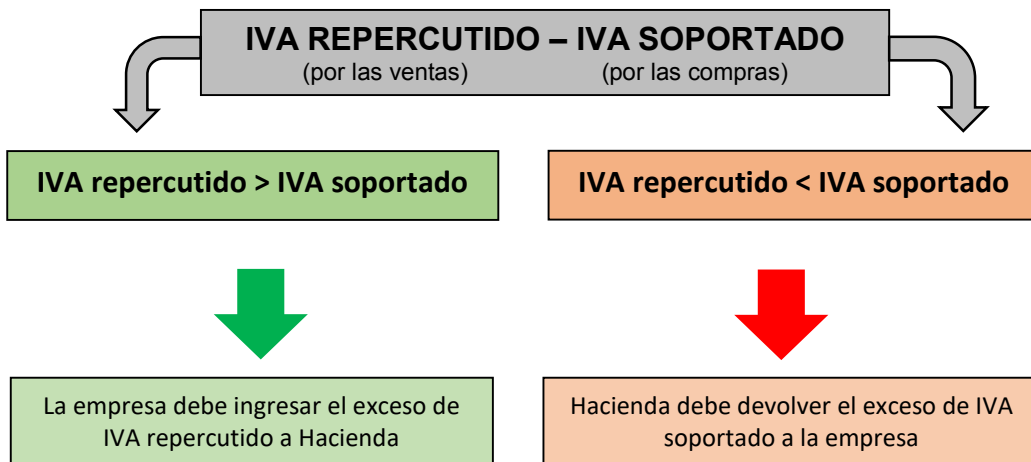 IVA REPERCUTIDO – IVA SOPORTADO
(por las ventas) (por las compras)
IVA repercutido > IVA soportado
IVA repercutido < IVA soportado
La empresa debe ingresar el exceso de
IVA repercutido a Hacienda
Hacienda debe devolver el exceso de IVA
soportado a la empresa